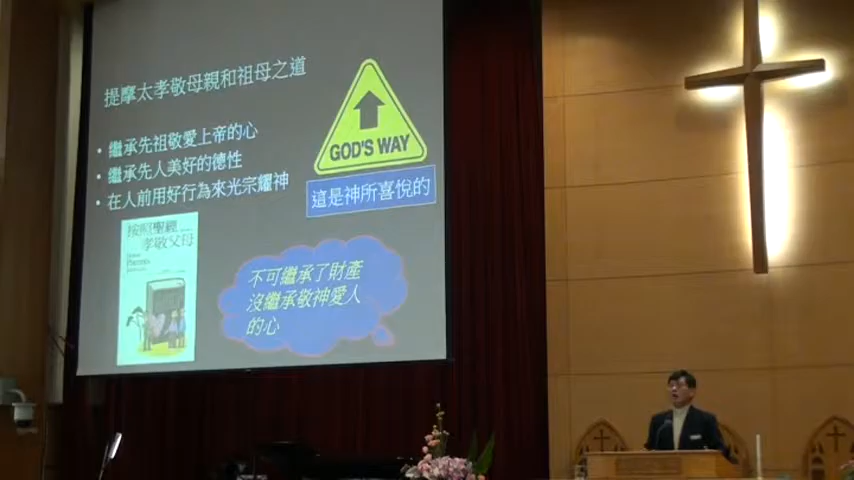 提摩太孝敬母親和祖母之道
• 繼承先祖敬愛上帝的心
• 繼承先人美好的德性
• 在人前用好行為來光宗耀神
GOD'S WAY
這是神所喜悅的
按照聖經
孝敬父母
不可繼承了財產
沒繼承敬神愛人
的心